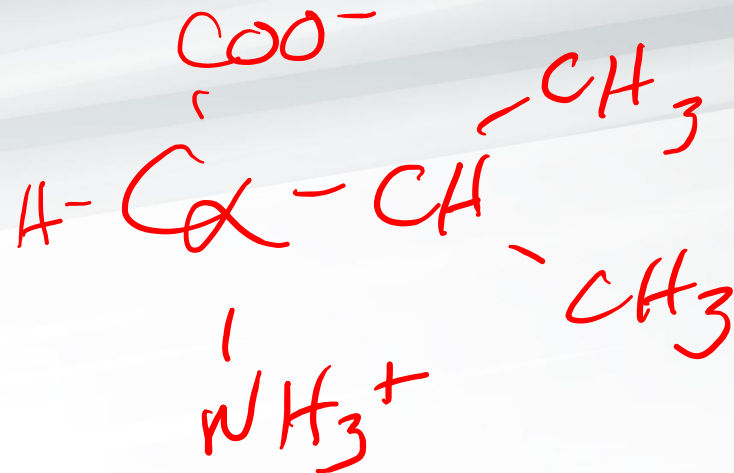 COO-
CH3
H-Cα-CH
CH3
NH3+